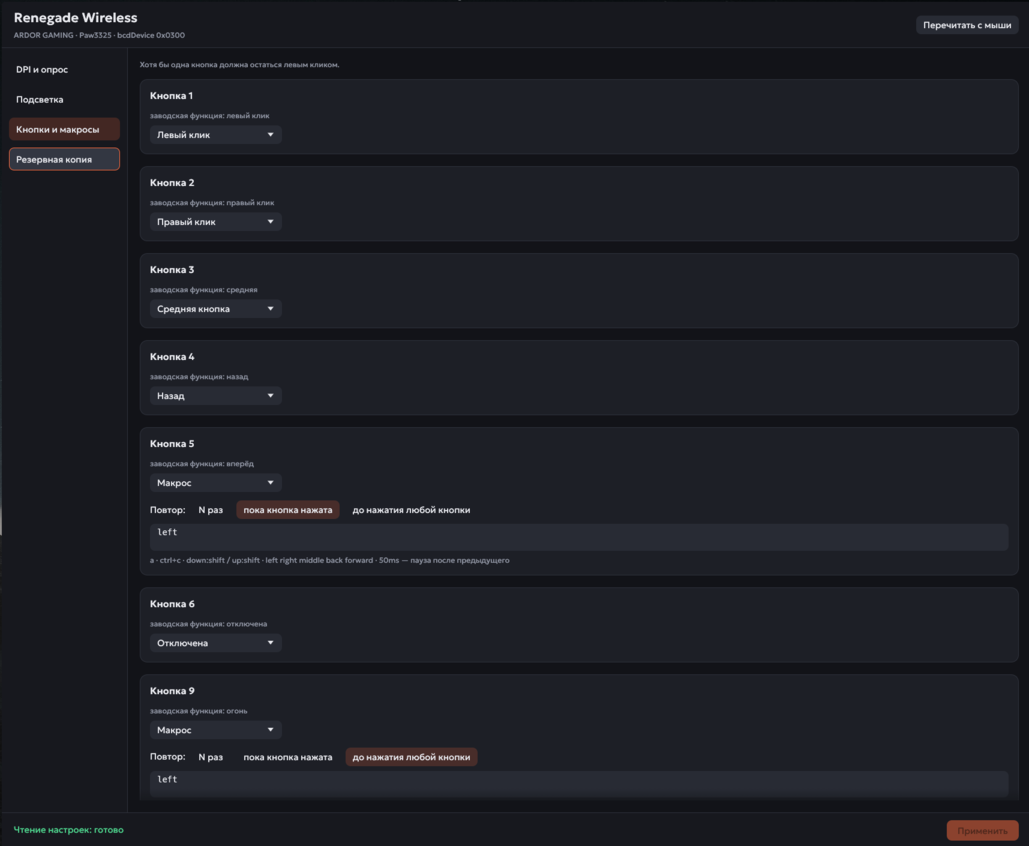 Renegade Wireless
ARDOR GAMING · Paw3325 · bcdDevice 0x0300
Перечитать с мыши
DPI и опрос
Подсветка
Кнопки и макросы
Резервная копия
Хотя бы одна кнопка должна остаться левым кликом.
Кнопка 1
заводская функция: левый клик
Левый клик
Кнопка 2
заводская функция: правый клик
Правый клик
Кнопка 3
заводская функция: средняя
Средняя кнопка
Кнопка 4
заводская функция: назад
Назад
Кнопка 5
заводская функция: вперёд
Макрос
Повтор: N раз пока кнопка нажата до нажатия любой кнопки
left
a · ctrl+c · down:shift / up:shift · left right middle back forward · 50ms — пауза после предыдущего
Кнопка 6
заводская функция: отключена
Отключена
Кнопка 9
заводская функция: огонь
Макрос
Повтор: N раз пока кнопка нажата до нажатия любой кнопки
left
Чтение настроек: готово
Применить